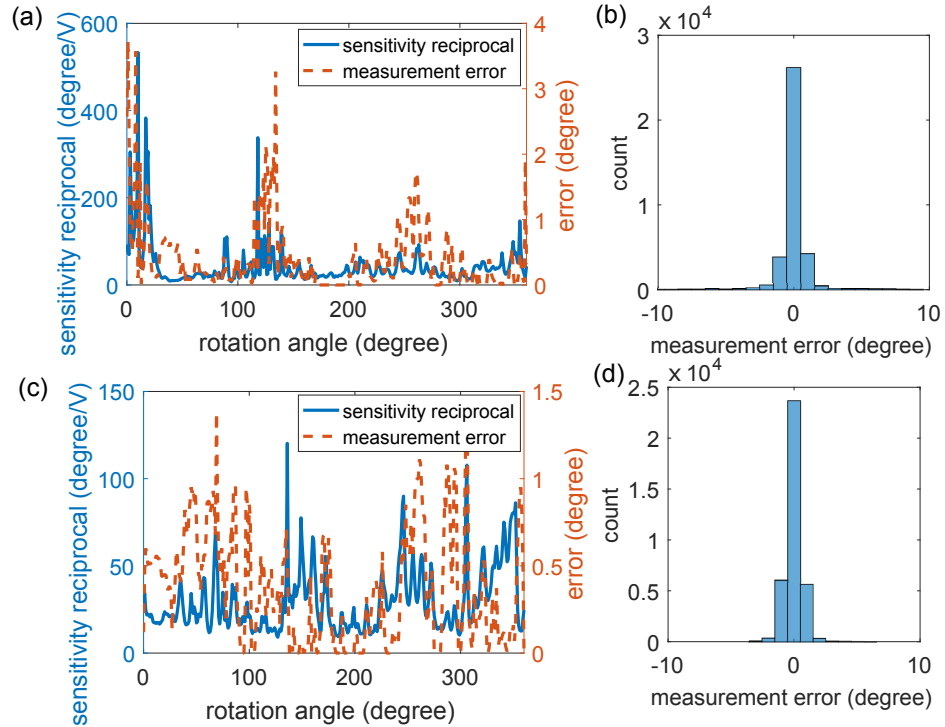 (a)
600
400
200
0
sensitivity reciprocal (degree/V)
sensitivity reciprocal
measurement error
4
3
2
1
0
error (degree)
0
100
200
300
rotation angle (degree)
(b)
× 10⁴
3
2
1
0
count
-10
0
10
measurement error (degree)
(c)
150
100
50
0
sensitivity reciprocal (degree/V)
sensitivity reciprocal
measurement error
1.5
1
0.5
0
error (degree)
0
100
200
300
rotation angle (degree)
(d)
× 10⁴
2.5
2
1.5
1
0.5
0
count
-10
0
10
measurement error (degree)